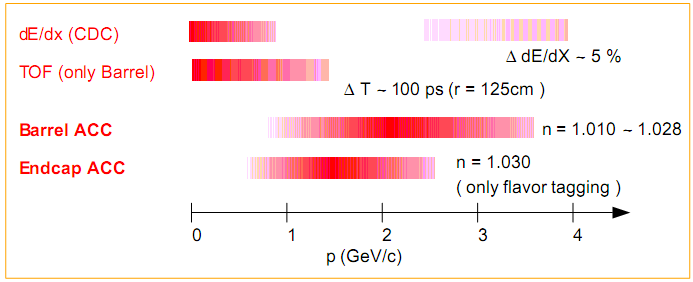 dE/dx (CDC)
Δ dE/dX ~ 5 %
TOF (only Barrel)
Δ T ~ 100 ps (r = 125cm )
Barrel ACC
n = 1.010 ~ 1.028
Endcap ACC
n = 1.030
( only flavor tagging )
0 1 2 3 4
p (GeV/c)